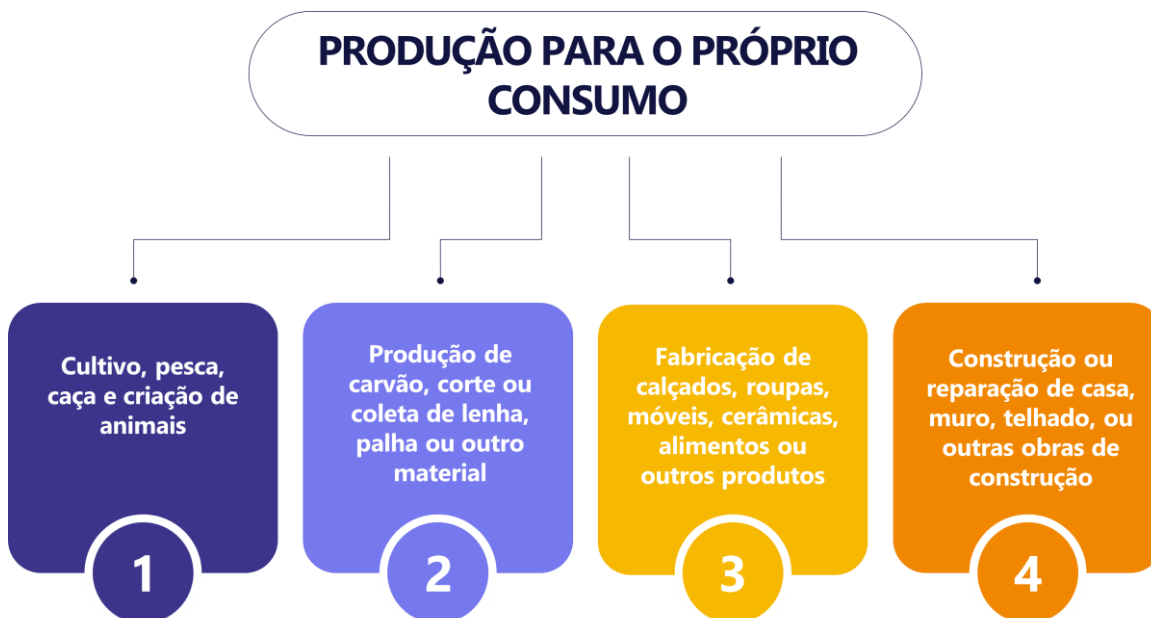 PRODUÇÃO PARA O PRÓPRIO
CONSUMO
Cultivo, pesca,
caça e criação de
animais
1
Produção de
carvão, corte ou
coleta de lenha,
palha ou outro
material
2
Fabricação de
calçados, roupas,
móveis, cerâmicas,
alimentos ou
outros produtos
3
Construção ou
reparação de casa,
muro, telhado, ou
outras obras de
construção
4